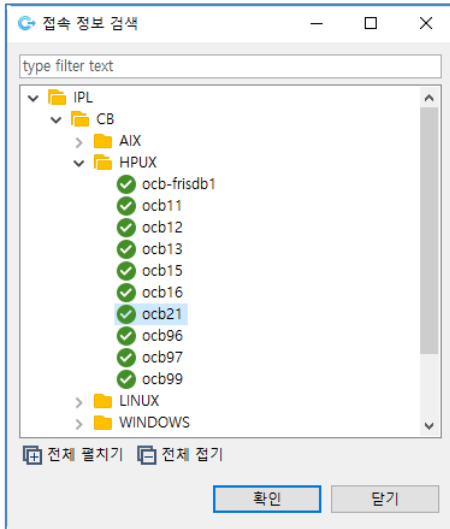 접속 정보 검색
type filter text
IPL
CB
AIX
HPUX
ocb-frisdb1
ocb11
ocb12
ocb13
ocb15
ocb16
ocb21
ocb96
ocb97
ocb99
LINUX
WINDOWS
전체 펼치기 전체 접기
확인 닫기